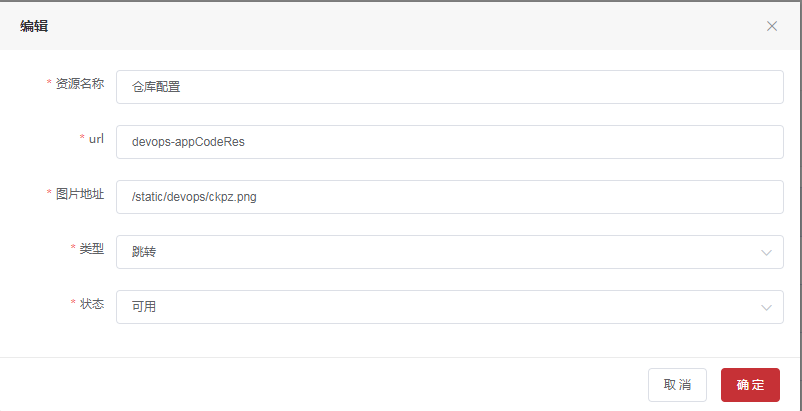 编辑
* 资源名称 仓库配置
* url devops-appCodeRes
* 图片地址 /static/devops/ckpz.png
* 类型 跳转
* 状态 可用
取 消 确 定